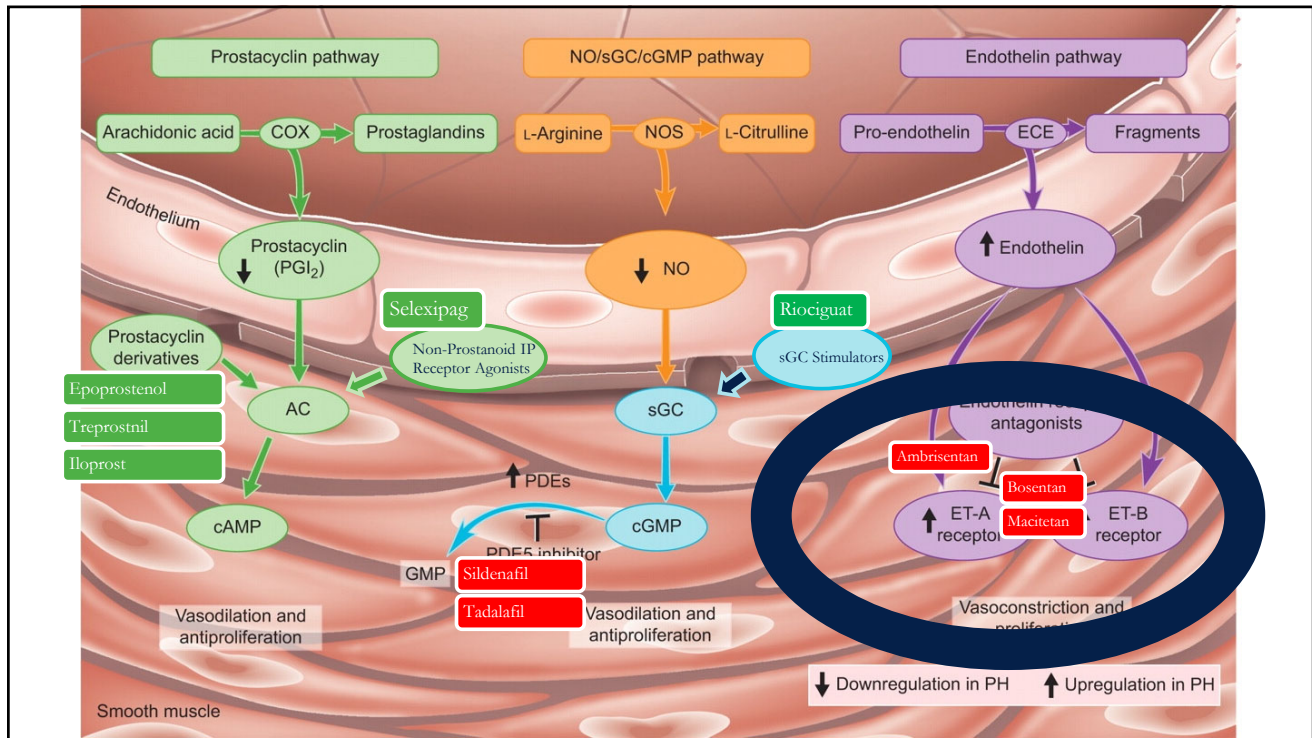 Prostacyclin pathway
NO/sGC/cGMP pathway
Endothelin pathway
Arachidonic acid
COX
Prostaglandins
L-Arginine
NOS
L-Citrulline
Pro-endothelin
ECE
Fragments
Endothelium
Prostacyclin
(PGI2)
NO
Endothelin
Selexipag
Riociguat
Prostacyclin
derivatives
Non-Prostanoid IP
Receptor Agonists
sGC Stimulators
Epoprostenol
Treprostnil
Iloprost
AC
sGC
antagonists
Ambrisentan
Bosentan
Macitetan
PDEs
cAMP
cGMP
ET-A
receptor
ET-B
receptor
PDE5 inhibitor
GMP
Sildenafil
Tadalafil
Vasodilation and
antiproliferation
Vasodilation and
antiproliferation
Vasoconstriction and
Downregulation in PH
Upregulation in PH
Smooth muscle